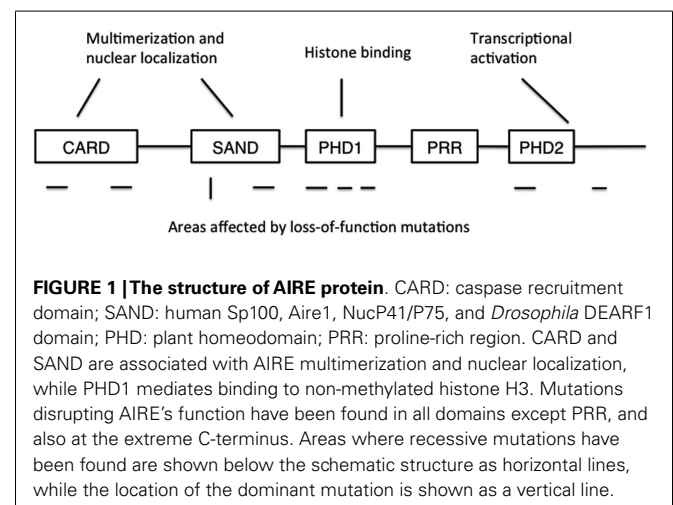 Multimerization and
nuclear localization
Histone binding
Transcriptional
activation
CARD
SAND
PHD1
PRR
PHD2
Areas affected by loss-of-function mutations
FIGURE 1 | The structure of AIRE protein. CARD: caspase recruitment
domain; SAND: human Sp100, Aire1, NucP41/P75, and Drosophila DEARF1
domain; PHD: plant homeodomain; PRR: proline-rich region. CARD and
SAND are associated with AIRE multimerization and nuclear localization,
while PHD1 mediates binding to non-methylated histone H3. Mutations
disrupting AIRE's function have been found in all domains except PRR, and
also at the extreme C-terminus. Areas where recessive mutations have
been found are shown below the schematic structure as horizontal lines,
while the location of the dominant mutation is shown as a vertical line.